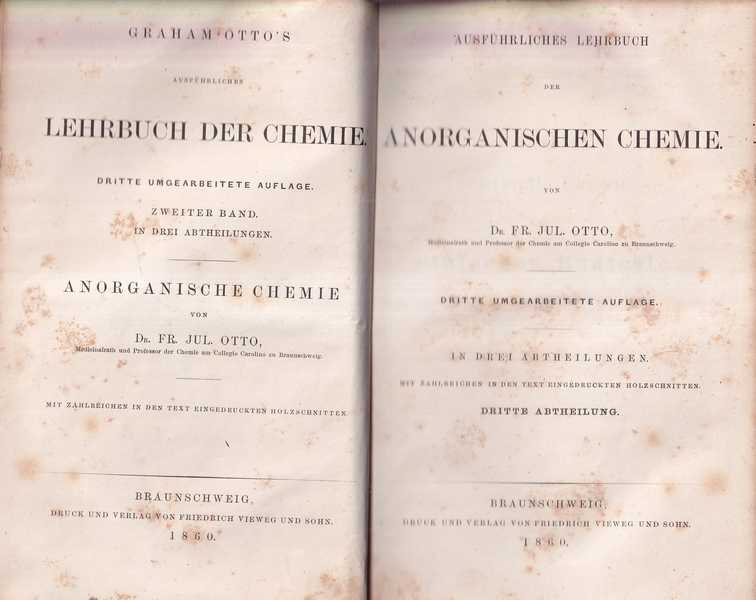 GRAHAM-OTTO'S
AUSFÜHRLICHES
LEHRBUCH DER CHEMIE.
DRITTE UMGEARBEITETE AUFLAGE.
ZWEITER BAND.
IN DREI ABTHEILUNGEN.
ANORGANISCHE CHEMIE
VON
DR. FR. JUL. OTTO,
Medicinalrath und Professor der Chemie am Collegio Carolino zu Braunschweig.
MIT ZAHLREICHEN IN DEN TEXT EINGEDRUCKTEN HOLZSCHNITTEN.
BRAUNSCHWEIG,
DRUCK UND VERLAG VON FRIEDRICH VIEWEG UND SOHN.
1860.
AUSFÜHRLICHES LEHRBUCH
DER
ANORGANISCHEN CHEMIE.
VON
DR. FR. JUL. OTTO,
Medicinalrath und Professor der Chemie am Collegio Carolino zu Braunschweig.
DRITTE UMGEARBEITETE AUFLAGE.
IN DREI ABTHEILUNGEN.
MIT ZAHLREICHEN IN DEN TEXT EINGEDRUCKTEN HOLZSCHNITTEN.
DRITTE ABTHEILUNG.
BRAUNSCHWEIG,
DRUCK UND VERLAG VON FRIEDRICH VIEWEG UND SOHN.
1860.